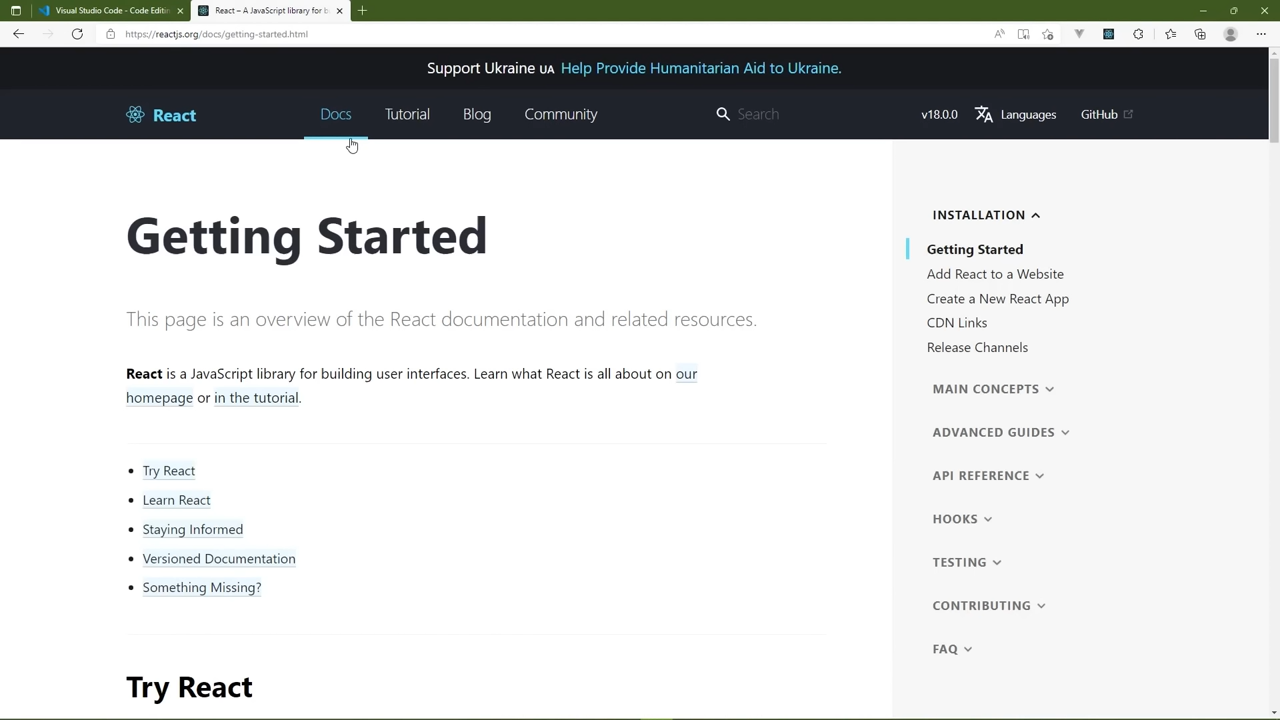 Visual Studio Code - Code Editin
React – A JavaScript library for b
https://reactjs.org/docs/getting-started.html
Support Ukraine UA Help Provide Humanitarian Aid to Ukraine.
React
Docs
Tutorial
Blog
Community
Search
v18.0.0
Languages
GitHub
Getting Started
This page is an overview of the React documentation and related resources.
React is a JavaScript library for building user interfaces. Learn what React is all about on our
homepage or in the tutorial.
Try React
Learn React
Staying Informed
Versioned Documentation
Something Missing?
Try React
INSTALLATION
Getting Started
Add React to a Website
Create a New React App
CDN Links
Release Channels
MAIN CONCEPTS
ADVANCED GUIDES
API REFERENCE
HOOKS
TESTING
CONTRIBUTING
FAQ